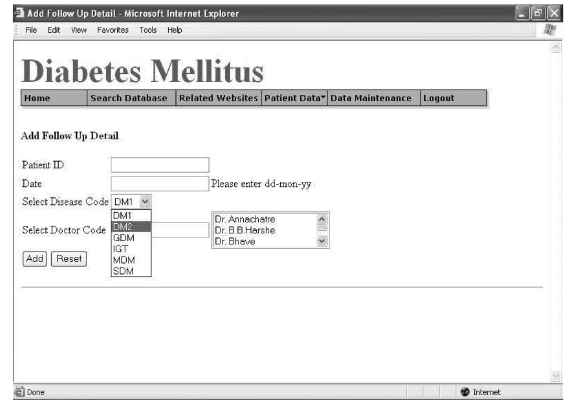 Add Follow Up Detail - Microsoft Internet Explorer
File Edit View Favorites Tools Help
Diabetes Mellitus
Home Search Database Related Websites Patient Data Data Maintenance Logout
Add Follow Up Detail
Patient ID
Date Please enter dd-mon-yy
Select Disease Code DM1
DM1
DM2
GDM
IGT
MDM
SDM
Select Doctor Code
Dr. Annachatre
Dr. B.B.Harshe
Dr. Bhave
Add Reset
Done Internet